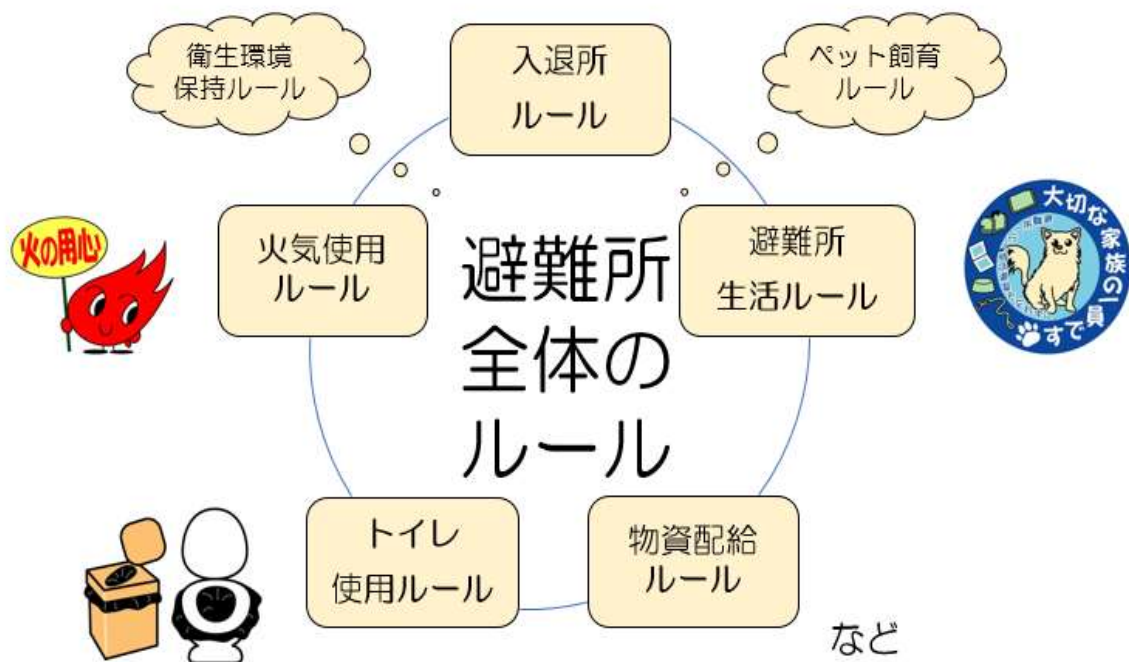 衛生環境
保持ルール
入退所
ルール
ペット飼育
ルール
火の用心
火気使用
ルール
避難所
全体の
ルール
避難所
生活ルール
大切な家族の一員
です
トイレ
使用ルール
物資配給
ルール
など